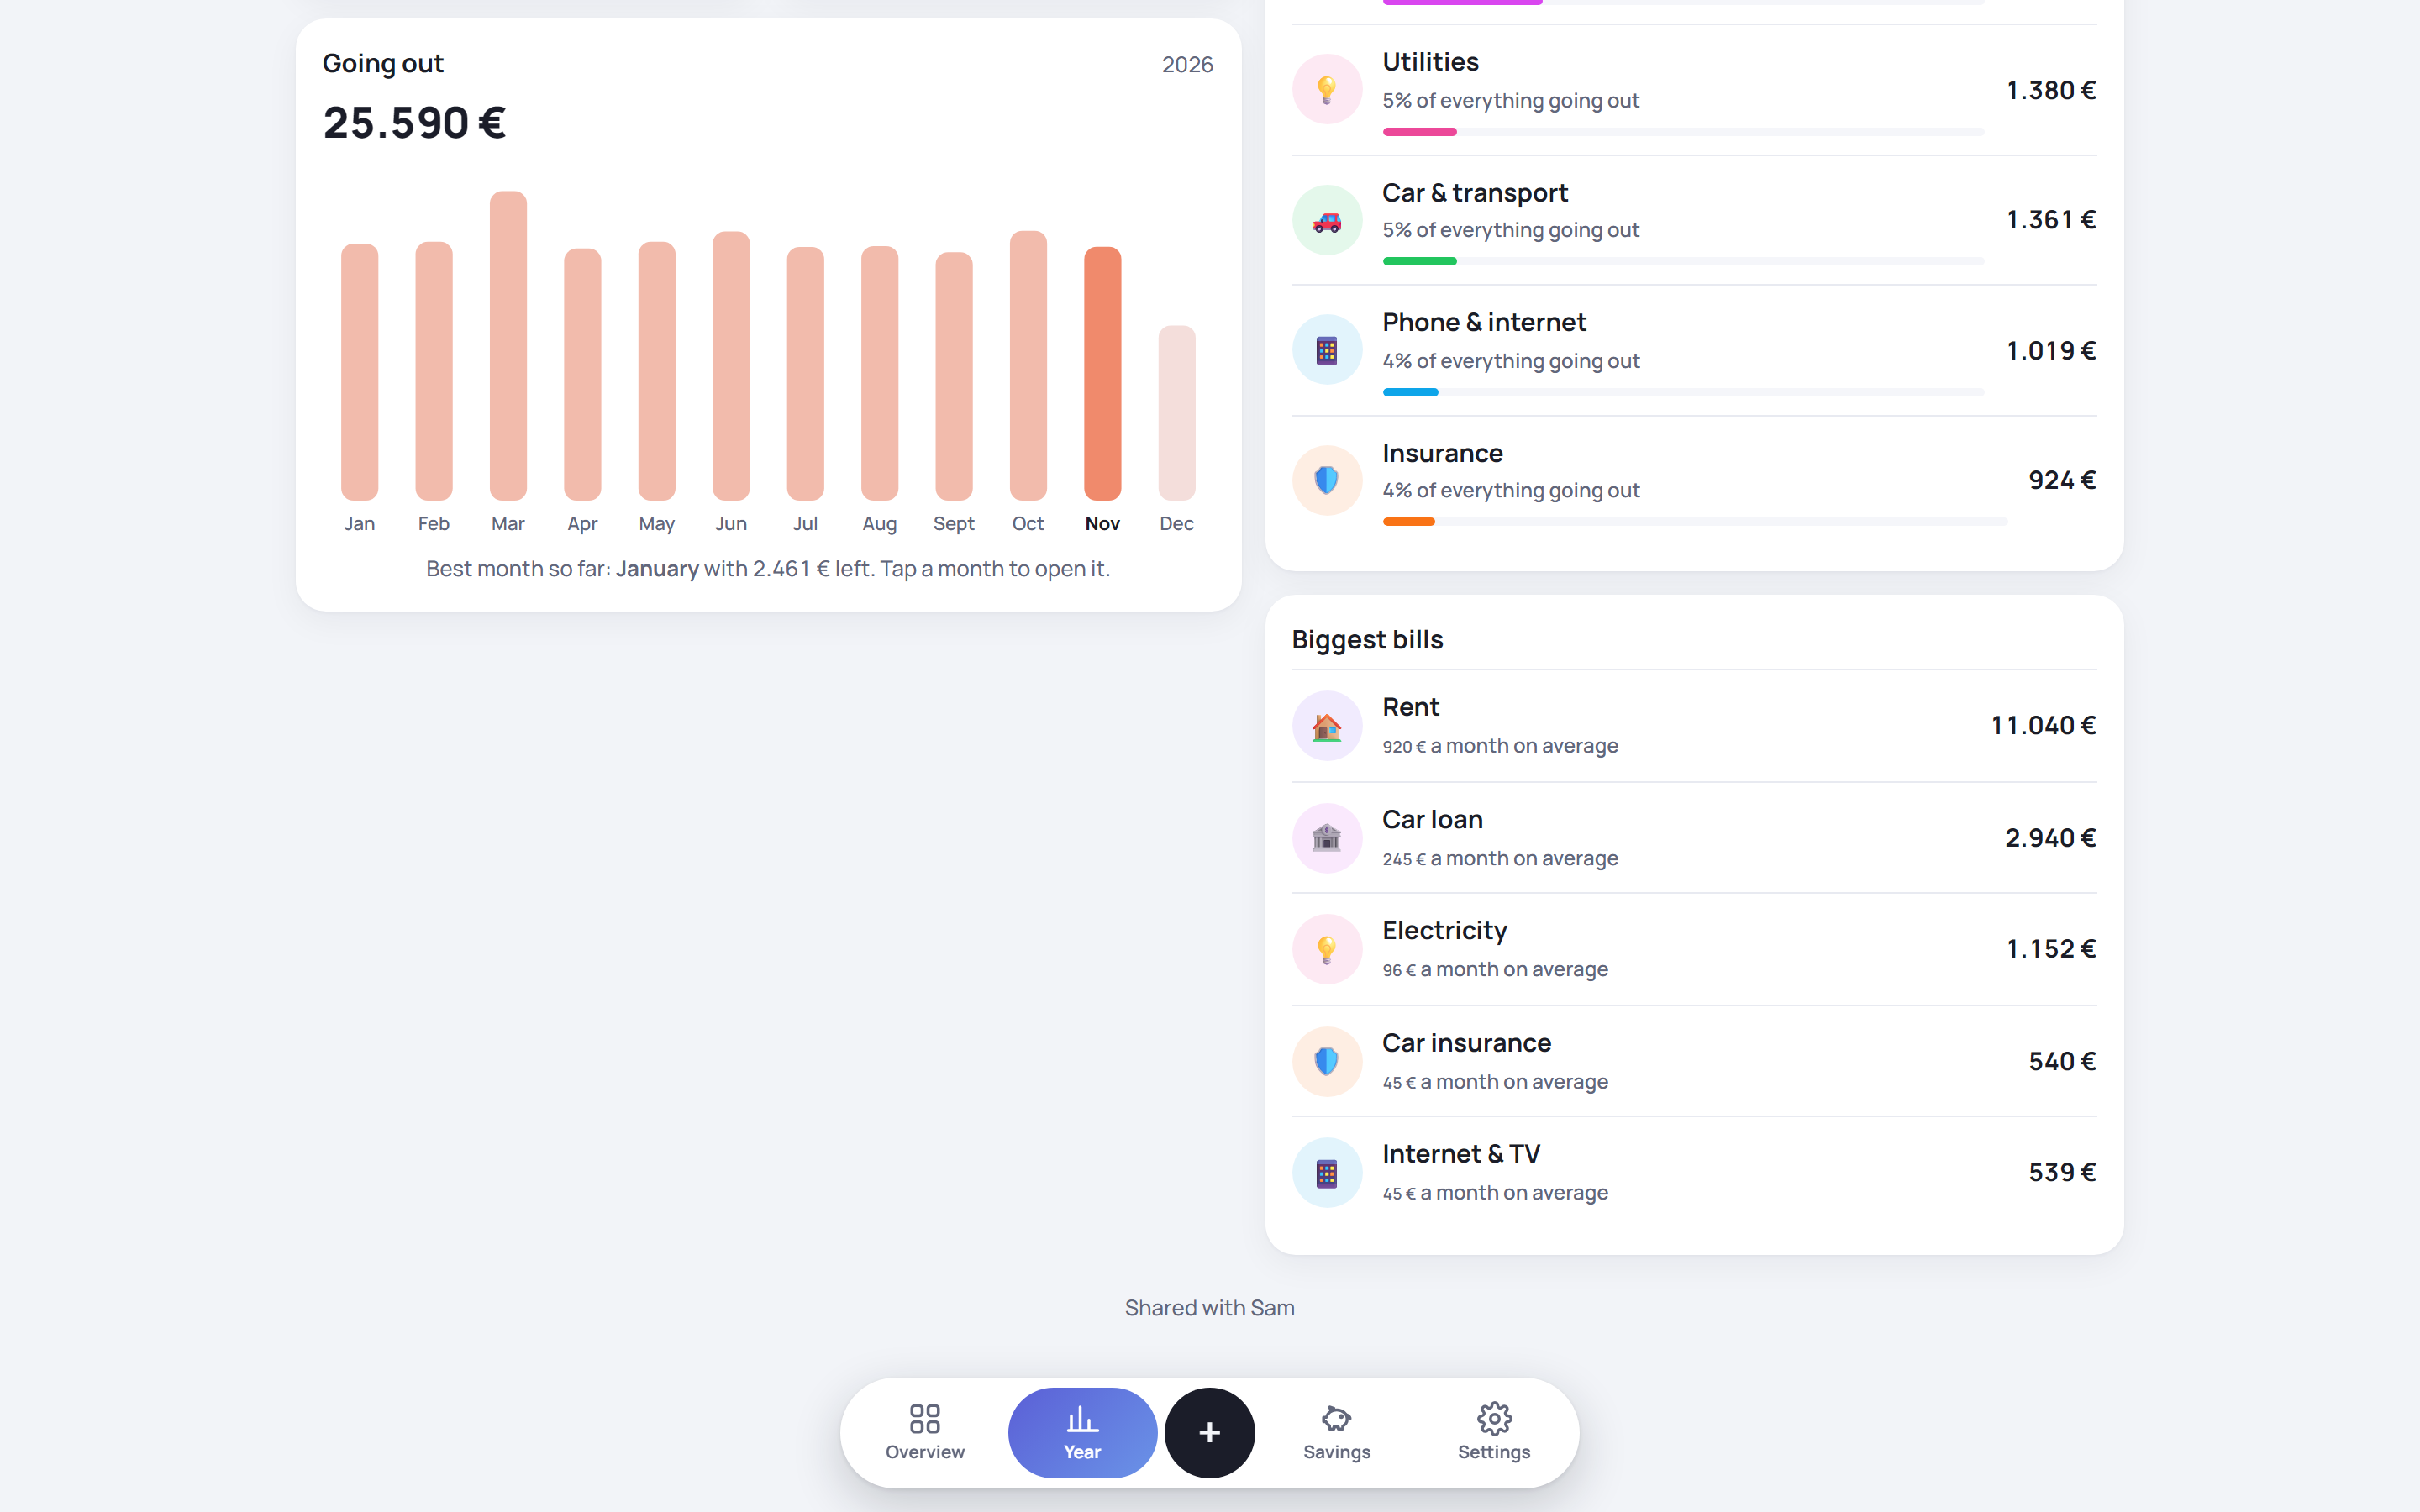 Going out
2026
25.590 €
Jan Feb Mar Apr May Jun Jul Aug Sept Oct Nov Dec
Best month so far: January with 2.461 € left. Tap a month to open it.
Utilities
5% of everything going out
1.380 €
Car & transport
5% of everything going out
1.361 €
Phone & internet
4% of everything going out
1.019 €
Insurance
4% of everything going out
924 €
Biggest bills
Rent
920 € a month on average
11.040 €
Car loan
245 € a month on average
2.940 €
Electricity
96 € a month on average
1.152 €
Car insurance
45 € a month on average
540 €
Internet & TV
45 € a month on average
539 €
Shared with Sam
Overview
Year
+
Savings
Settings